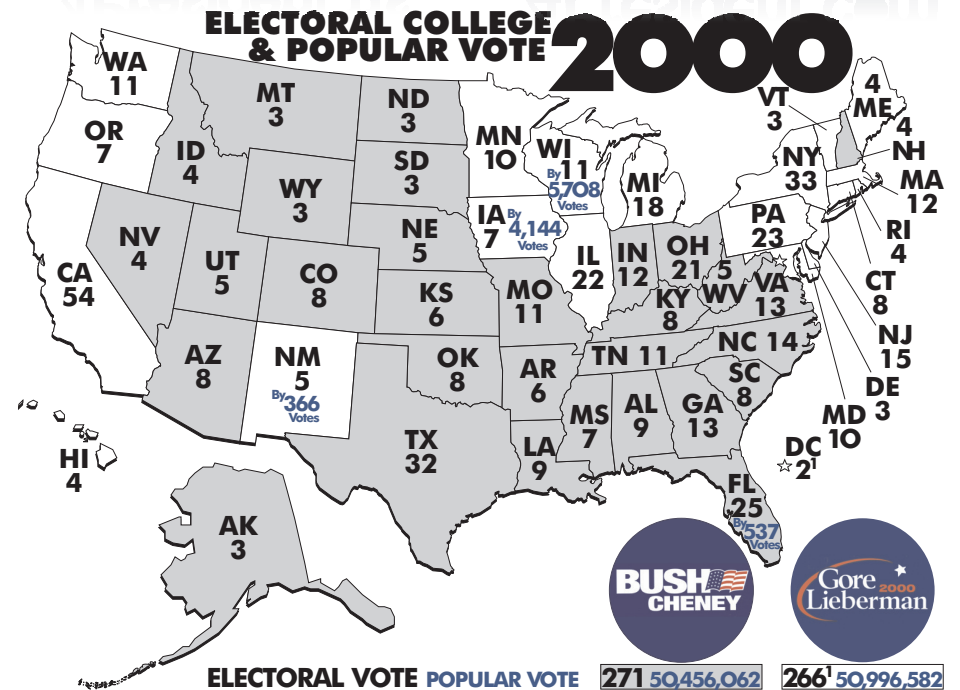 ELECTORAL COLLEGE
& POPULAR VOTE
2000
WA
11
OR
7
CA
54
NV
4
ID
4
MT
3
WY
3
UT
5
AZ
8
CO
8
NM
5
By
366
Votes
ND
3
SD
3
NE
5
KS
6
OK
8
TX
32
MN
10
IA
7
By
4,144
Votes
MO
11
AR
6
LA
9
WI
11
By
5,708
Votes
IL
22
MI
18
IN
12
OH
21
KY
8
TN 11
MS
7
AL
9
GA
13
FL
25
By
537
Votes
SC
8
NC 14
VA
13
5
WV
PA
23
NY
33
VT
3
4
ME
4
NH
MA
12
RI
4
CT
8
NJ
15
DE
3
MD
10
DC
2¹
HI
4
AK
3
BUSH
CHENEY
Gore
2000
Lieberman
ELECTORAL VOTE POPULAR VOTE 271 50,456,062 266¹ 50,996,582